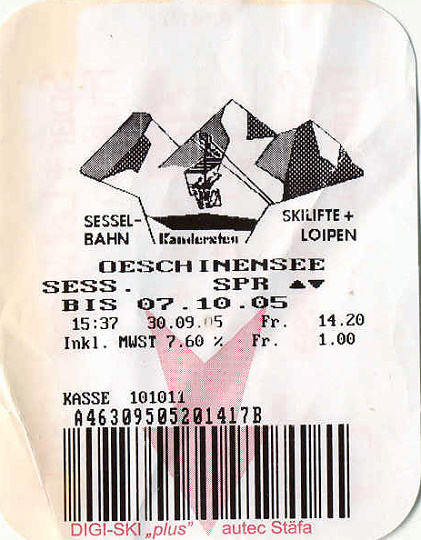 SESSEL-
BAHN
Kandersteg
SKILIFTE +
LOIPEN
OESCHINENSEE
SESS. SPR ▲▼
BIS 07.10.05
15:37 30.09.05 Fr. 14.20
Inkl. MWST 7.60 % Fr. 1.00
KASSE 101011
A46309505201417B
DIGI-SKI „plus" autec Stäfa